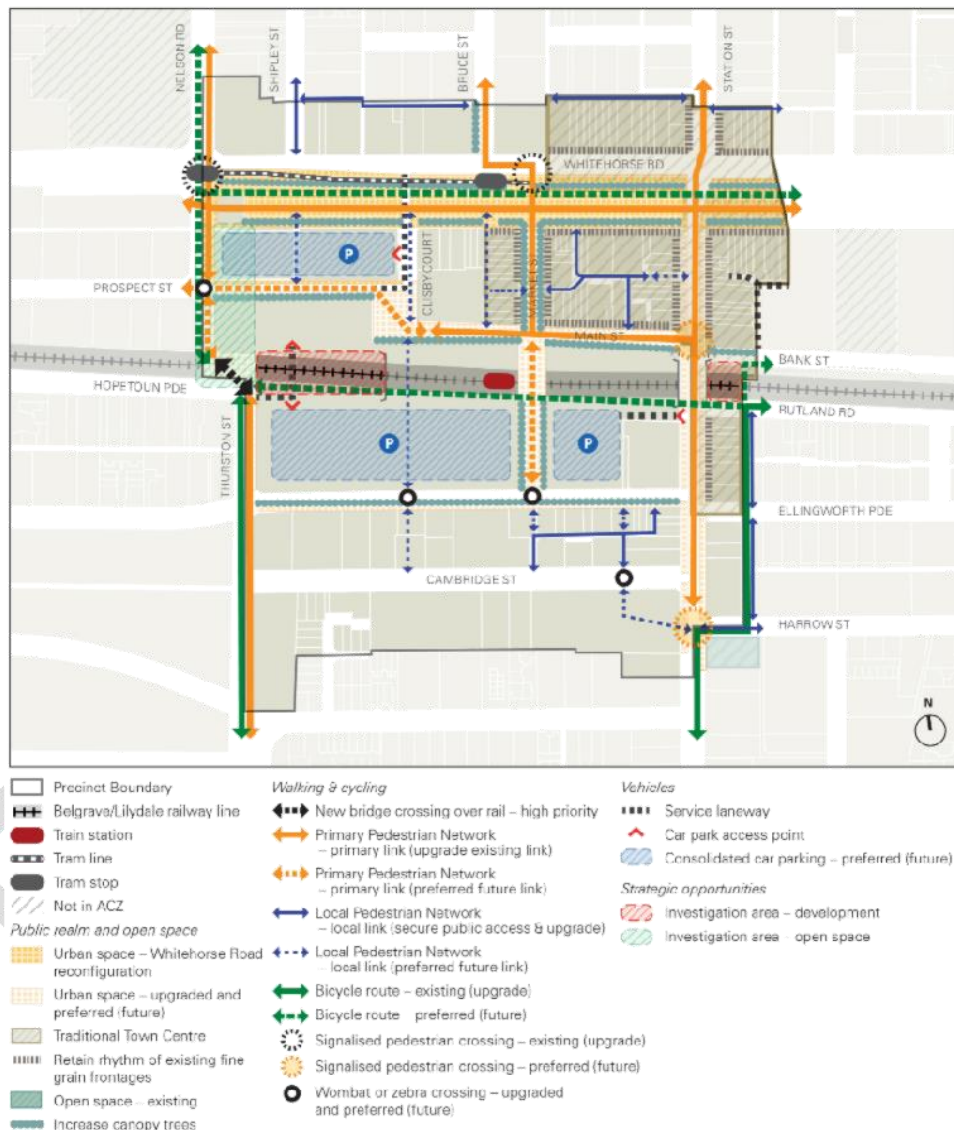 NELSON RD
SHIPLEY ST
BRUCE ST
STATION ST
WHITEHORSE RD
P
CLISBY COURT
MARKET ST
PROSPECT ST
MAIN ST
BANK ST
HOPETOUN PDE
RUTLAND RD
P
P
THURSTON ST
ELLINGWORTH PDE
CAMBRIDGE ST
HARROW ST
N
Precinct Boundary
Belgrave/Lilydale railway line
Train station
Tram line
Tram stop
Not in ACZ
Public realm and open space
Urban space – Whitehorse Road
reconfiguration
Urban space – upgraded and
preferred (future)
Traditional Town Centre
Retain rhythm of existing fine
grain frontages
Open space – existing
Increase canopy trees
Walking & cycling
New bridge crossing over rail – high priority
Primary Pedestrian Network
– primary link (upgrade existing link)
Primary Pedestrian Network
– primary link (preferred future link)
Local Pedestrian Network
– local link (secure public access & upgrade)
Local Pedestrian Network
– local link (preferred future link)
Bicycle route – existing (upgrade)
Bicycle route – preferred (future)
Signalised pedestrian crossing – existing (upgrade)
Signalised pedestrian crossing – preferred (future)
Wombat or zebra crossing – upgraded
and preferred (future)
Vehicles
Service laneway
Car park access point
Consolidated car parking – preferred (future)
Strategic opportunities
Investigation area – development
Investigation area – open space